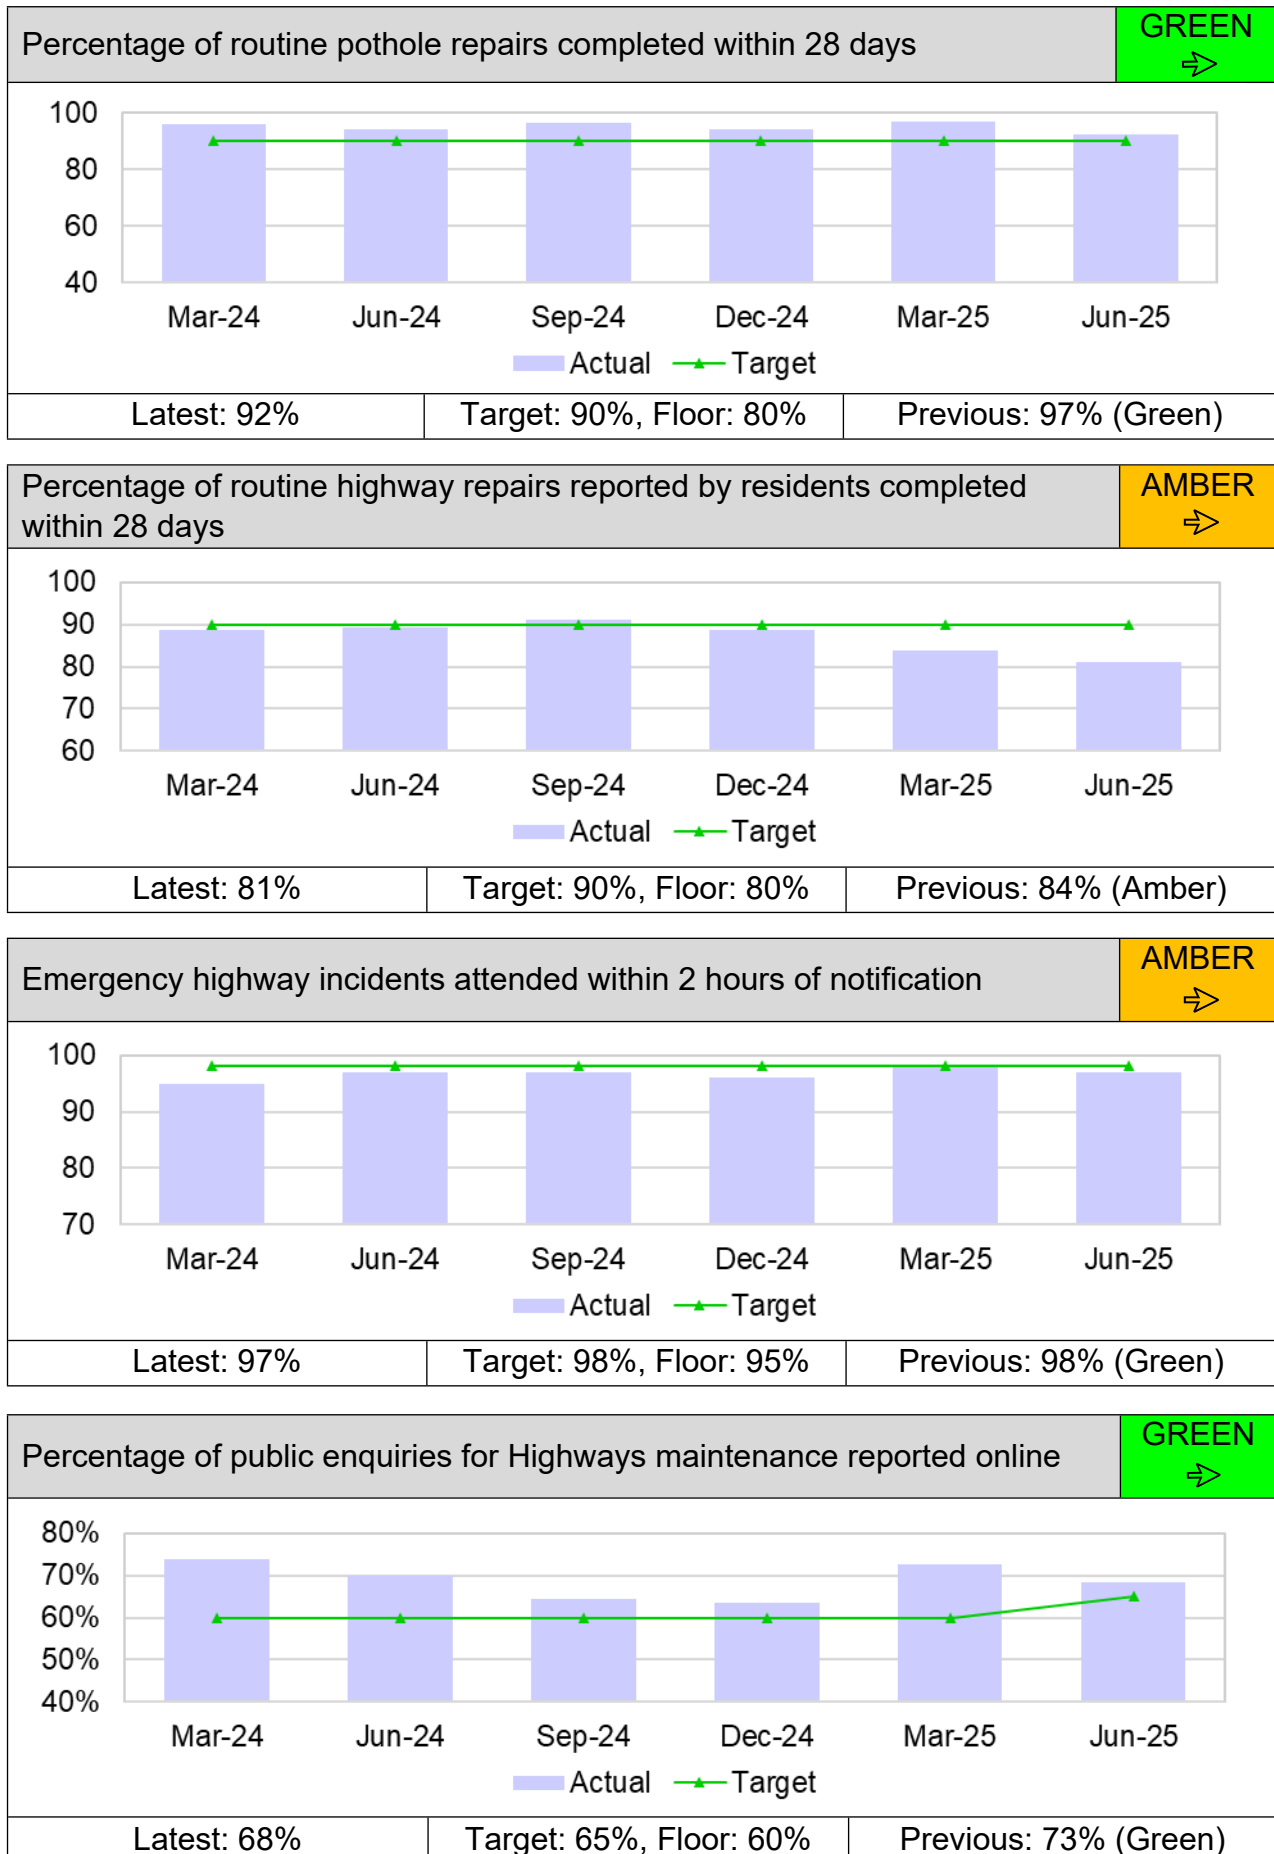 Percentage of routine pothole repairs completed within 28 days
GREEN
100
80
60
40
Mar-24 Jun-24 Sep-24 Dec-24 Mar-25 Jun-25
Actual Target
Latest: 92% Target: 90%, Floor: 80% Previous: 97% (Green)
Percentage of routine highway repairs reported by residents completed
within 28 days
AMBER
100
90
80
70
60
Mar-24 Jun-24 Sep-24 Dec-24 Mar-25 Jun-25
Actual Target
Latest: 81% Target: 90%, Floor: 80% Previous: 84% (Amber)
Emergency highway incidents attended within 2 hours of notification
AMBER
100
90
80
70
Mar-24 Jun-24 Sep-24 Dec-24 Mar-25 Jun-25
Actual Target
Latest: 97% Target: 98%, Floor: 95% Previous: 98% (Green)
Percentage of public enquiries for Highways maintenance reported online
GREEN
80%
70%
60%
50%
40%
Mar-24 Jun-24 Sep-24 Dec-24 Mar-25 Jun-25
Actual Target
Latest: 68% Target: 65%, Floor: 60% Previous: 73% (Green)